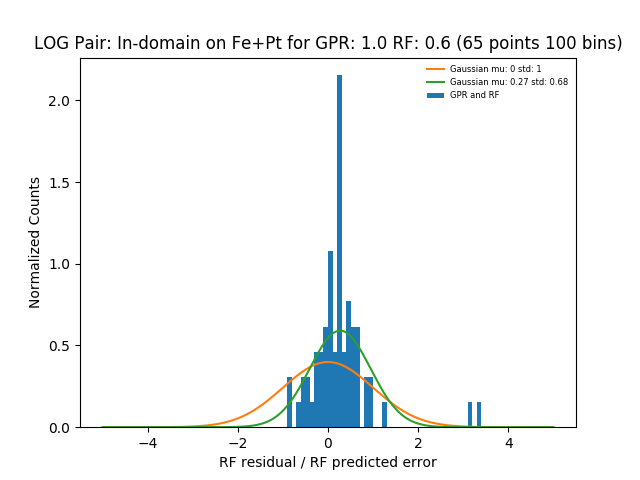 LOG Pair: In-domain on Fe+Pt for GPR: 1.0 RF: 0.6 (65 points 100 bins)
Gaussian mu: 0 std: 1
Gaussian mu: 0.27 std: 0.68
GPR and RF
Normalized Counts
2.0
1.5
1.0
0.5
0.0
−4 −2 0 2 4
RF residual / RF predicted error